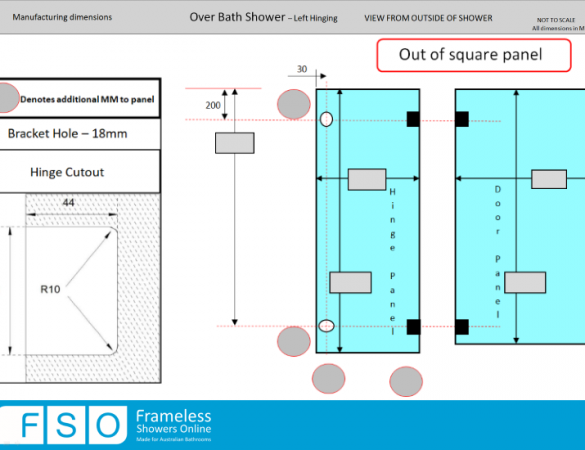 Manufacturing dimensions
Over Bath Shower – Left Hinging
VIEW FROM OUTSIDE OF SHOWER
NOT TO SCALE
All dimensions in M
Out of square panel
30
200
Denotes additional MM to panel
Bracket Hole – 18mm
Hinge Cutout
44
R10
Hinge Panel
Door Panel
FSO
Frameless
Showers Online
Made for Australian Bathrooms